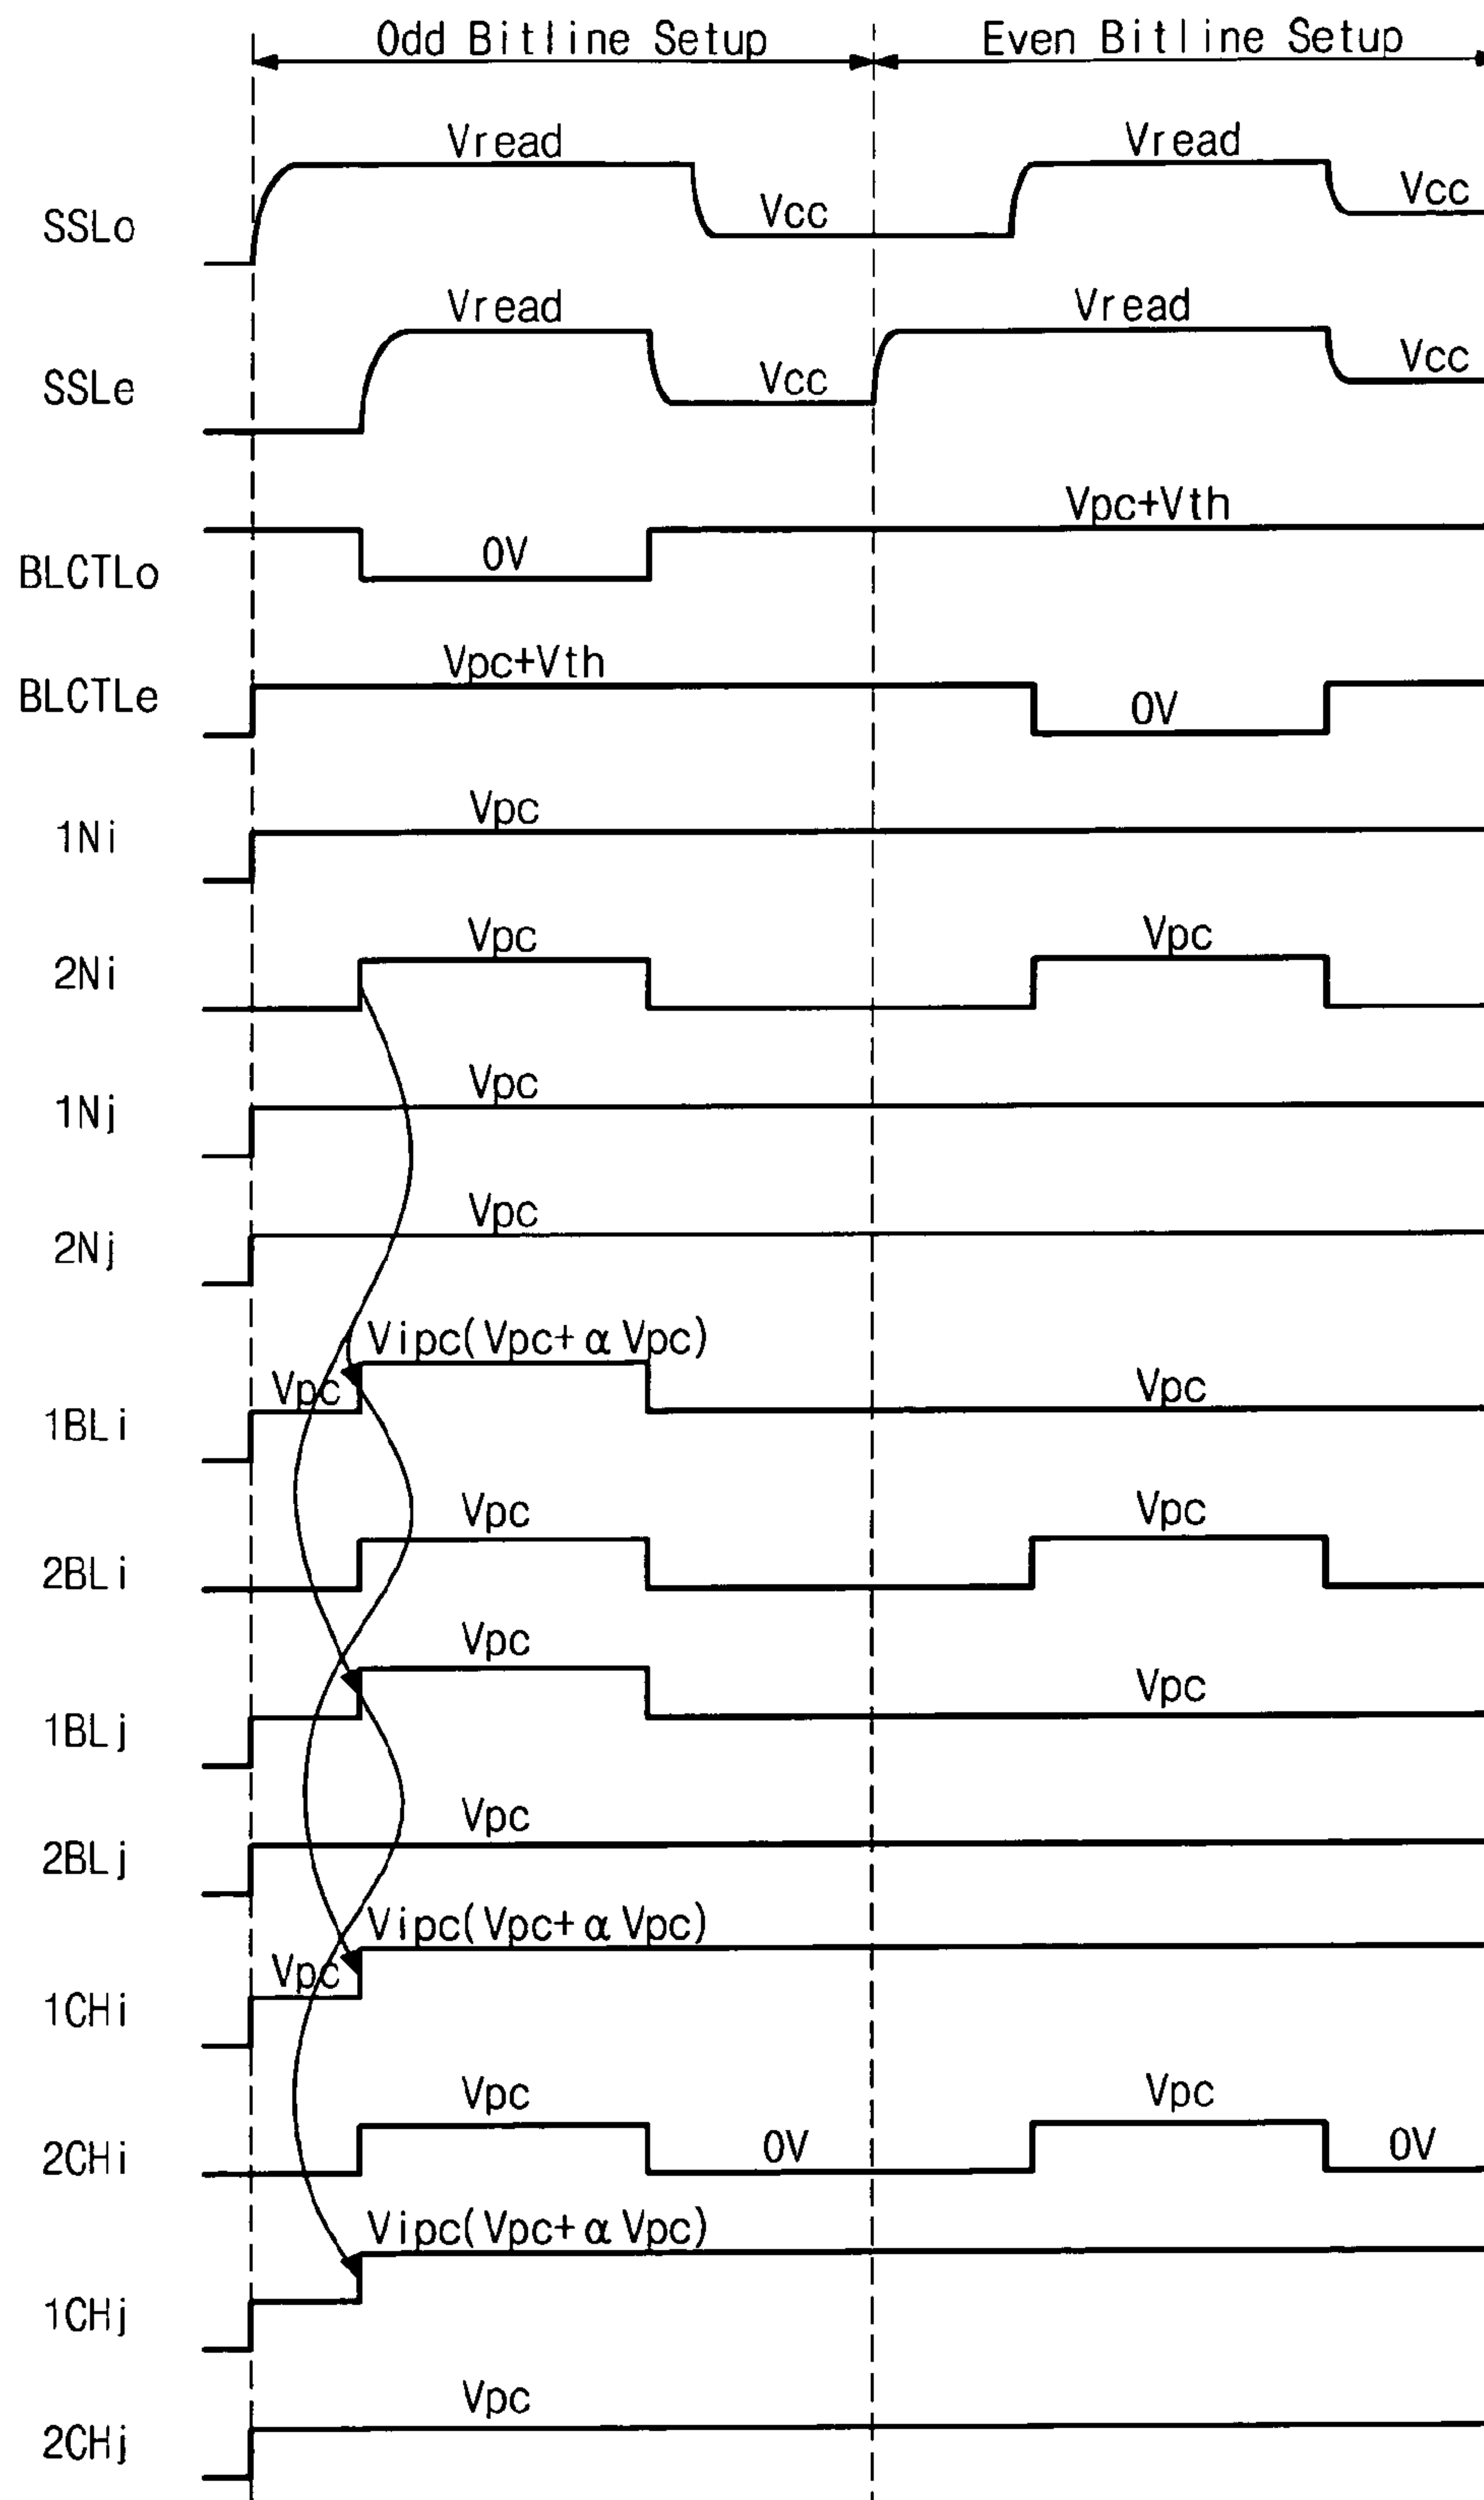 Odd Bitline Setup Even Bitline Setup
Vread Vread
SSLo Vcc Vcc
Vread Vread
SSLe Vcc Vcc
Vpc+Vth
BLCTLo 0V
Vpc+Vth
BLCTLe 0V
Vpc
1Ni
Vpc Vpc
2Ni
Vpc
1Nj
Vpc
2Nj
Vipc(Vpc+αVpc)
Vpc Vpc
1BLi
Vpc Vpc
2BLi
Vpc
Vpc
1BLj
Vpc
2BLj
Vipc(Vpc+αVpc)
Vpc
1CHi
Vpc Vpc
2CHi 0V 0V
Vipc(Vpc+αVpc)
1CHj
Vpc
2CHj